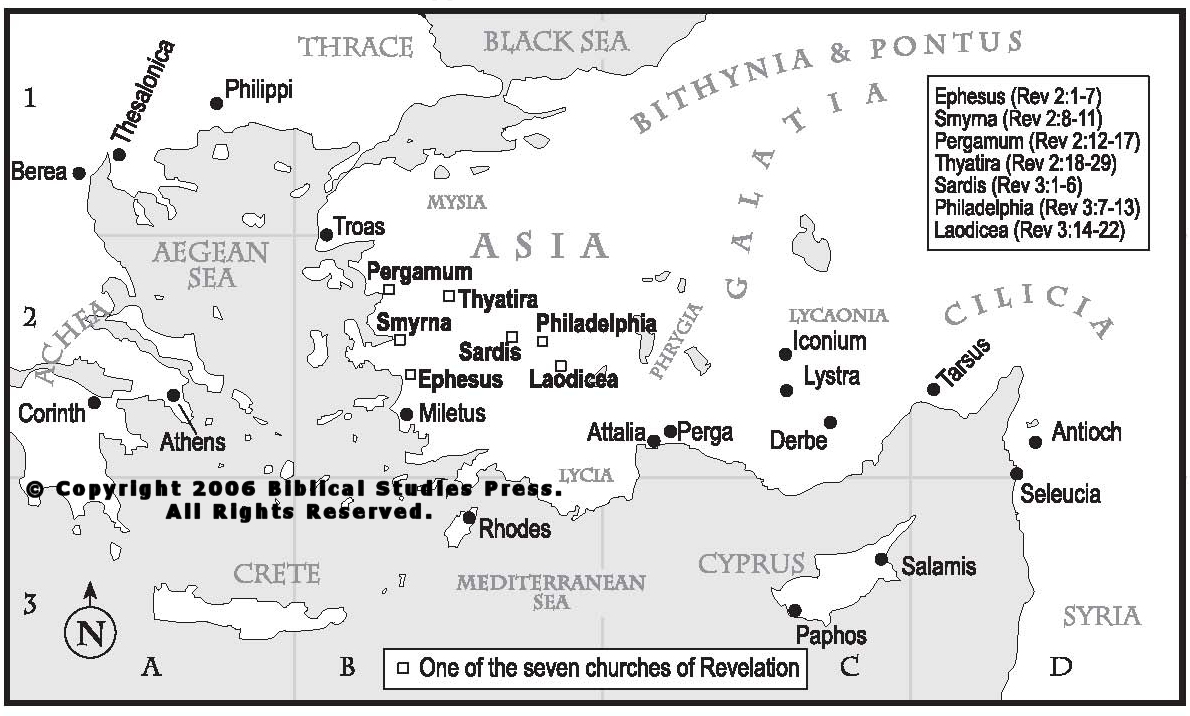 THRACE
BLACK SEA
BITHYNIA & PONTUS
GALATIA
1
Thesalonica
Philippi
Berea
Ephesus (Rev 2:1-7)
Smyrna (Rev 2:8-11)
Pergamum (Rev 2:12-17)
Thyatira (Rev 2:18-29)
Sardis (Rev 3:1-6)
Philadelphia (Rev 3:7-13)
Laodicea (Rev 3:14-22)
MYSIA
Troas
ASIA
AEGEAN
SEA
Pergamum
Thyatira
2
ACHEA
Smyrna
Philadelphia
Sardis
PHRYGIA
LYCAONIA
CILICIA
Iconium
Tarsus
Ephesus
Laodicea
Lystra
Corinth
Miletus
Athens
Attalia
Perga
Derbe
Antioch
LYCIA
© Copyright 2006 Biblical Studies Press.
All Rights Reserved.
Seleucia
Rhodes
CRETE
MEDITERRANEAN
SEA
CYPRUS
Salamis
3
N
Paphos
SYRIA
A
B
One of the seven churches of Revelation
C
D